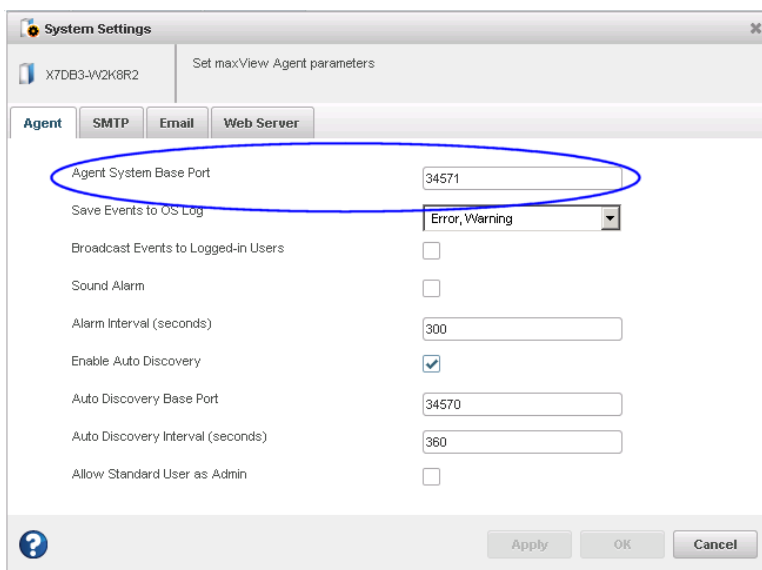 System Settings
X7DB3-W2K8R2
Set maxView Agent parameters
Agent SMTP Email Web Server
Agent System Base Port 34571
Save Events to OS Log Error, Warning
Broadcast Events to Logged-in Users
Sound Alarm
Alarm Interval (seconds) 300
Enable Auto Discovery
Auto Discovery Base Port 34570
Auto Discovery Interval (seconds) 360
Allow Standard User as Admin
? Apply OK Cancel